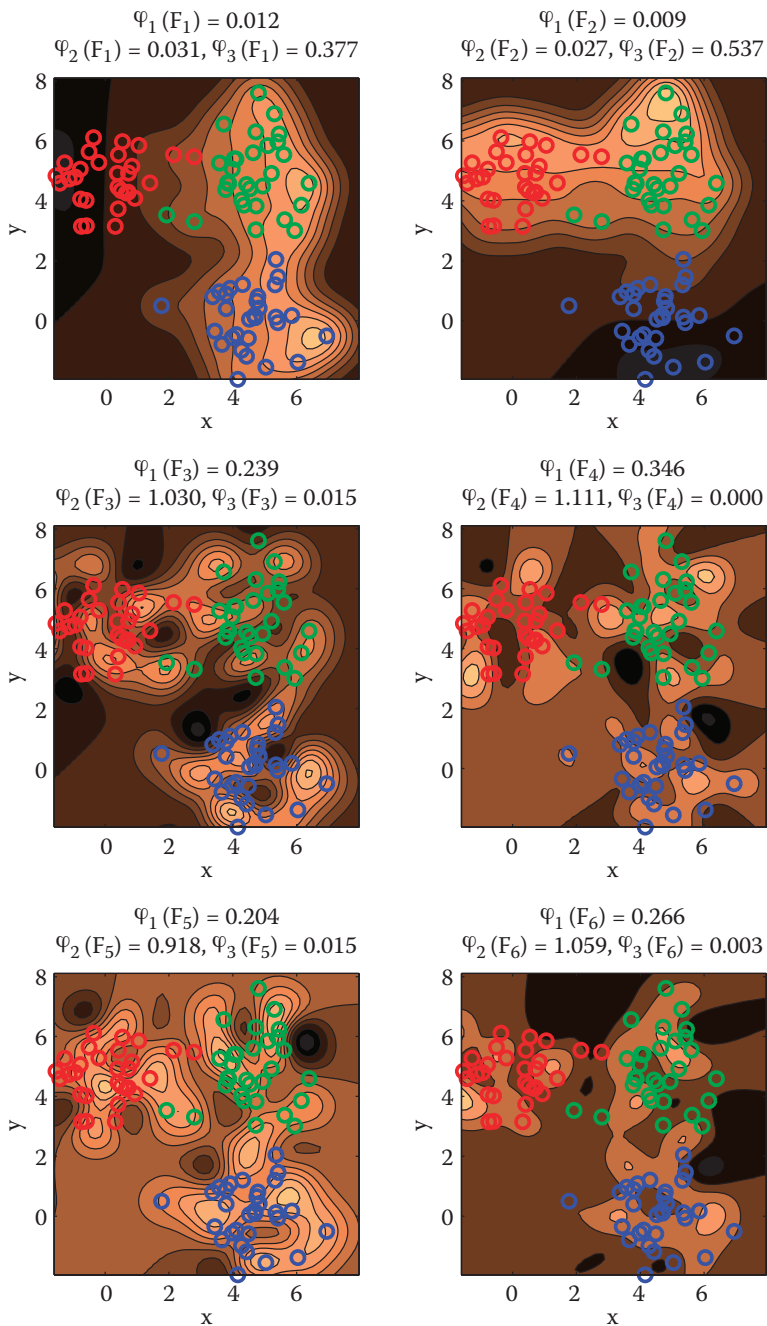 φ₁ (F₁) = 0.012
φ₂ (F₁) = 0.031, φ₃ (F₁) = 0.377
8
6
4
2
0
y
0
2
4
6
x
φ₁ (F₂) = 0.009
φ₂ (F₂) = 0.027, φ₃ (F₂) = 0.537
8
6
4
2
0
y
0
2
4
6
x
φ₁ (F₃) = 0.239
φ₂ (F₃) = 1.030, φ₃ (F₃) = 0.015
8
6
4
2
0
y
0
2
4
6
x
φ₁ (F₄) = 0.346
φ₂ (F₄) = 1.111, φ₃ (F₄) = 0.000
8
6
4
2
0
y
0
2
4
6
x
φ₁ (F₅) = 0.204
φ₂ (F₅) = 0.918, φ₃ (F₅) = 0.015
8
6
4
2
0
y
0
2
4
6
x
φ₁ (F₆) = 0.266
φ₂ (F₆) = 1.059, φ₃ (F₆) = 0.003
8
6
4
2
0
y
0
2
4
6
x